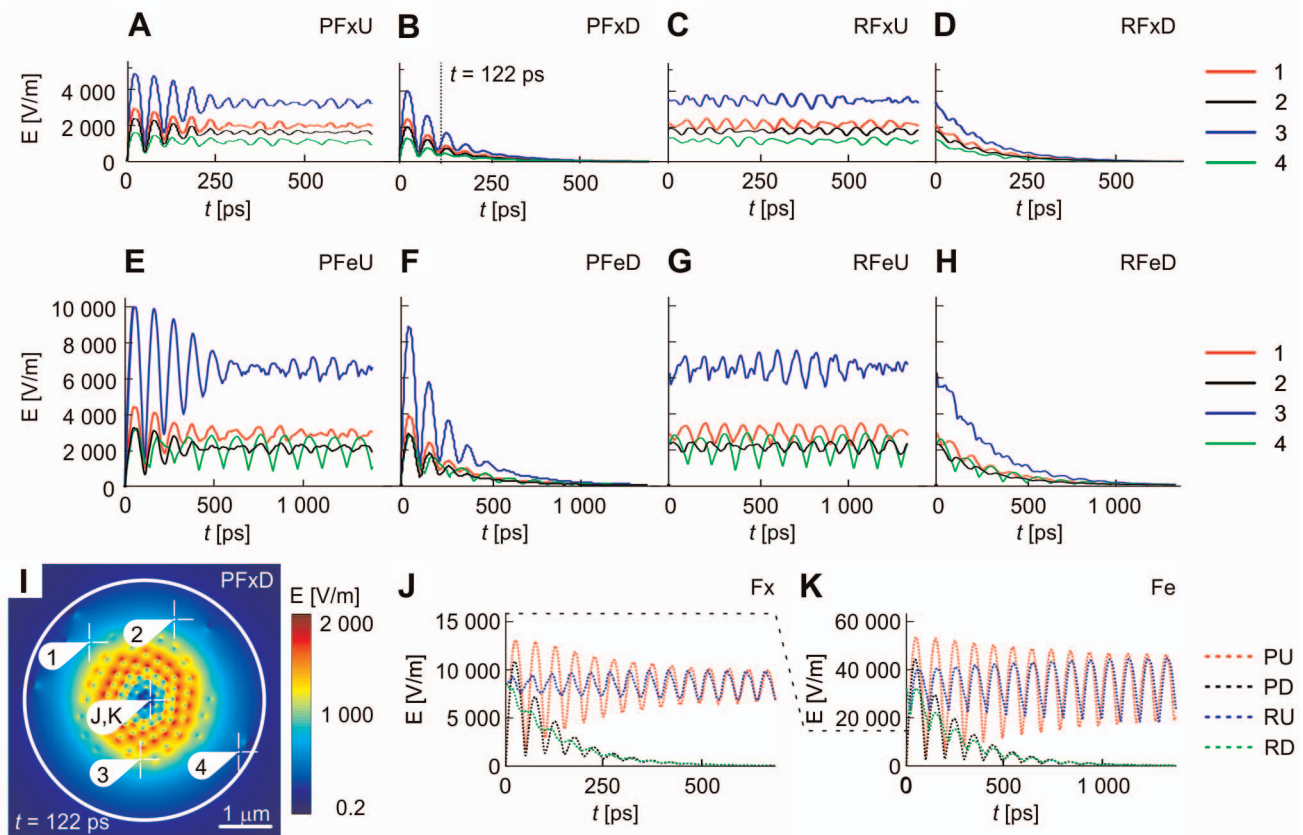 A PFxU
B PFxD
C RFxU
D RFxD
E [V/m]
4 000
2 000
0
t = 122 ps
0 250 500
0 250 500
0 250 500
0 250 500
t [ps]
t [ps]
t [ps]
t [ps]
1
2
3
4
E PFeU
F PFeD
G RFeU
H RFeD
E [V/m]
10 000
8 000
6 000
4 000
2 000
0
0 500 1 000
0 500 1 000
0 500 1 000
0 500 1 000
t [ps]
t [ps]
t [ps]
t [ps]
1
2
3
4
I PFxD
1
2
J,K
3
4
t = 122 ps
1 μm
E [V/m]
2 000
1 000
0.2
J Fx
E [V/m]
15 000
10 000
5 000
0
0 250 500
t [ps]
K Fe
E [V/m]
60 000
40 000
20 000
0
0 500 1 000
t [ps]
PU
PD
RU
RD